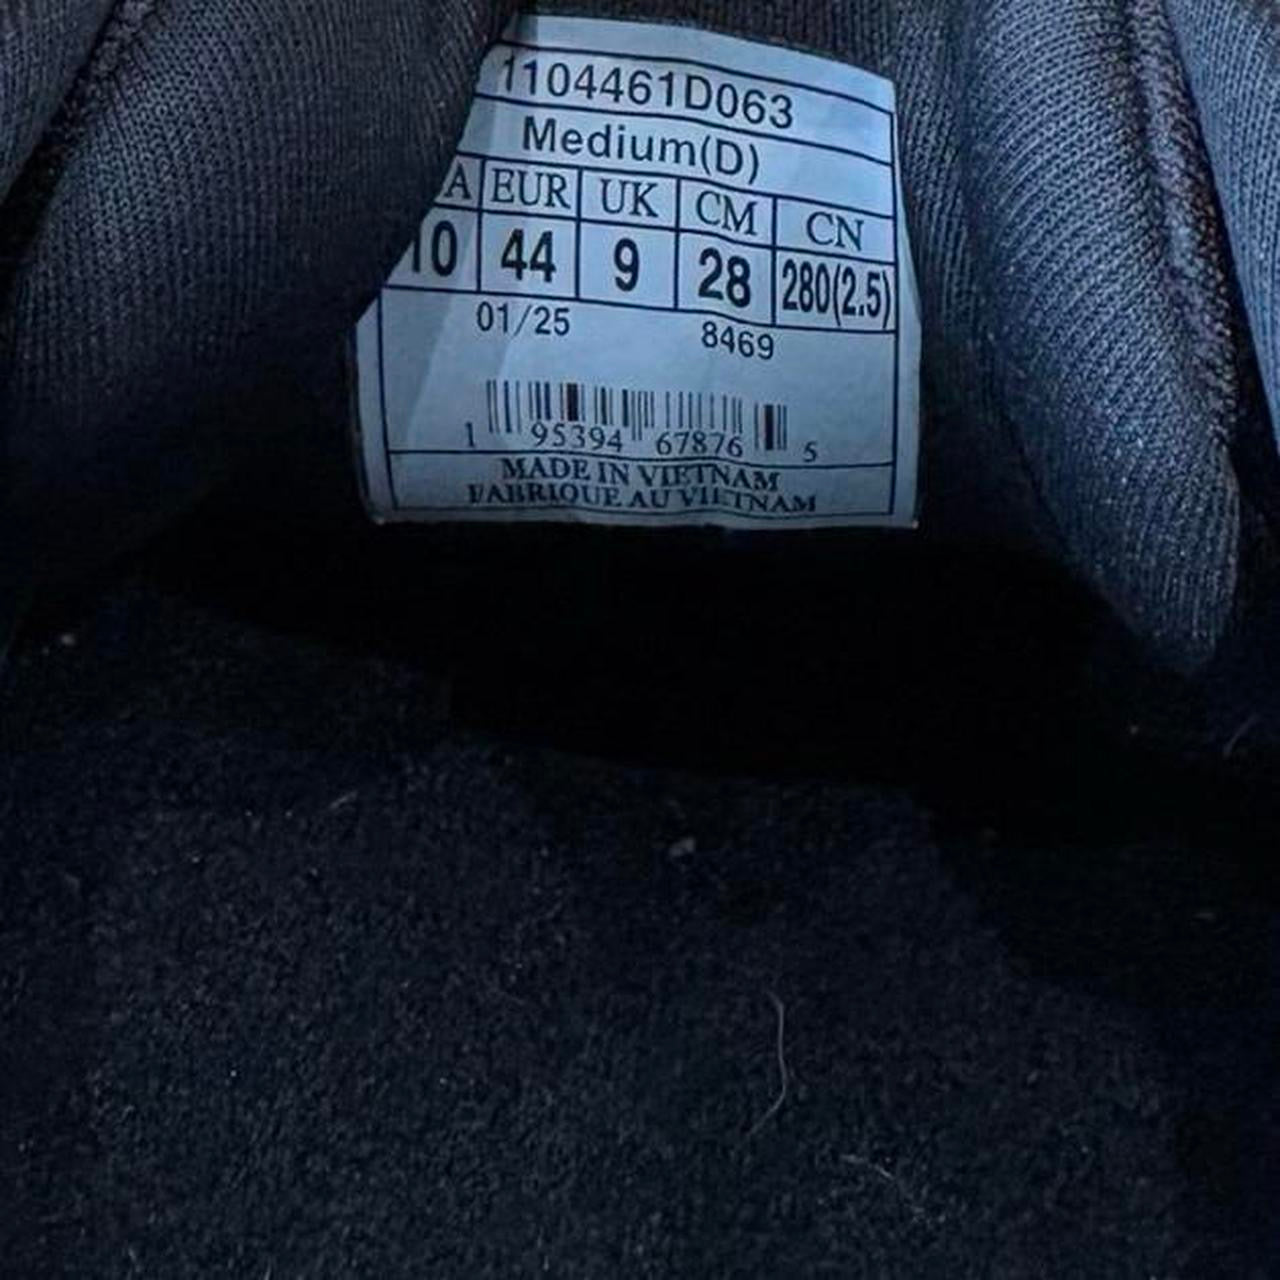 1104461D063
Medium(D)
A EUR UK CM CN
10 44 9 28 280(2.5)
01/25 8469
1 95394 67876 5
MADE IN VIETNAM
FABRIQUE AU VIETNAM